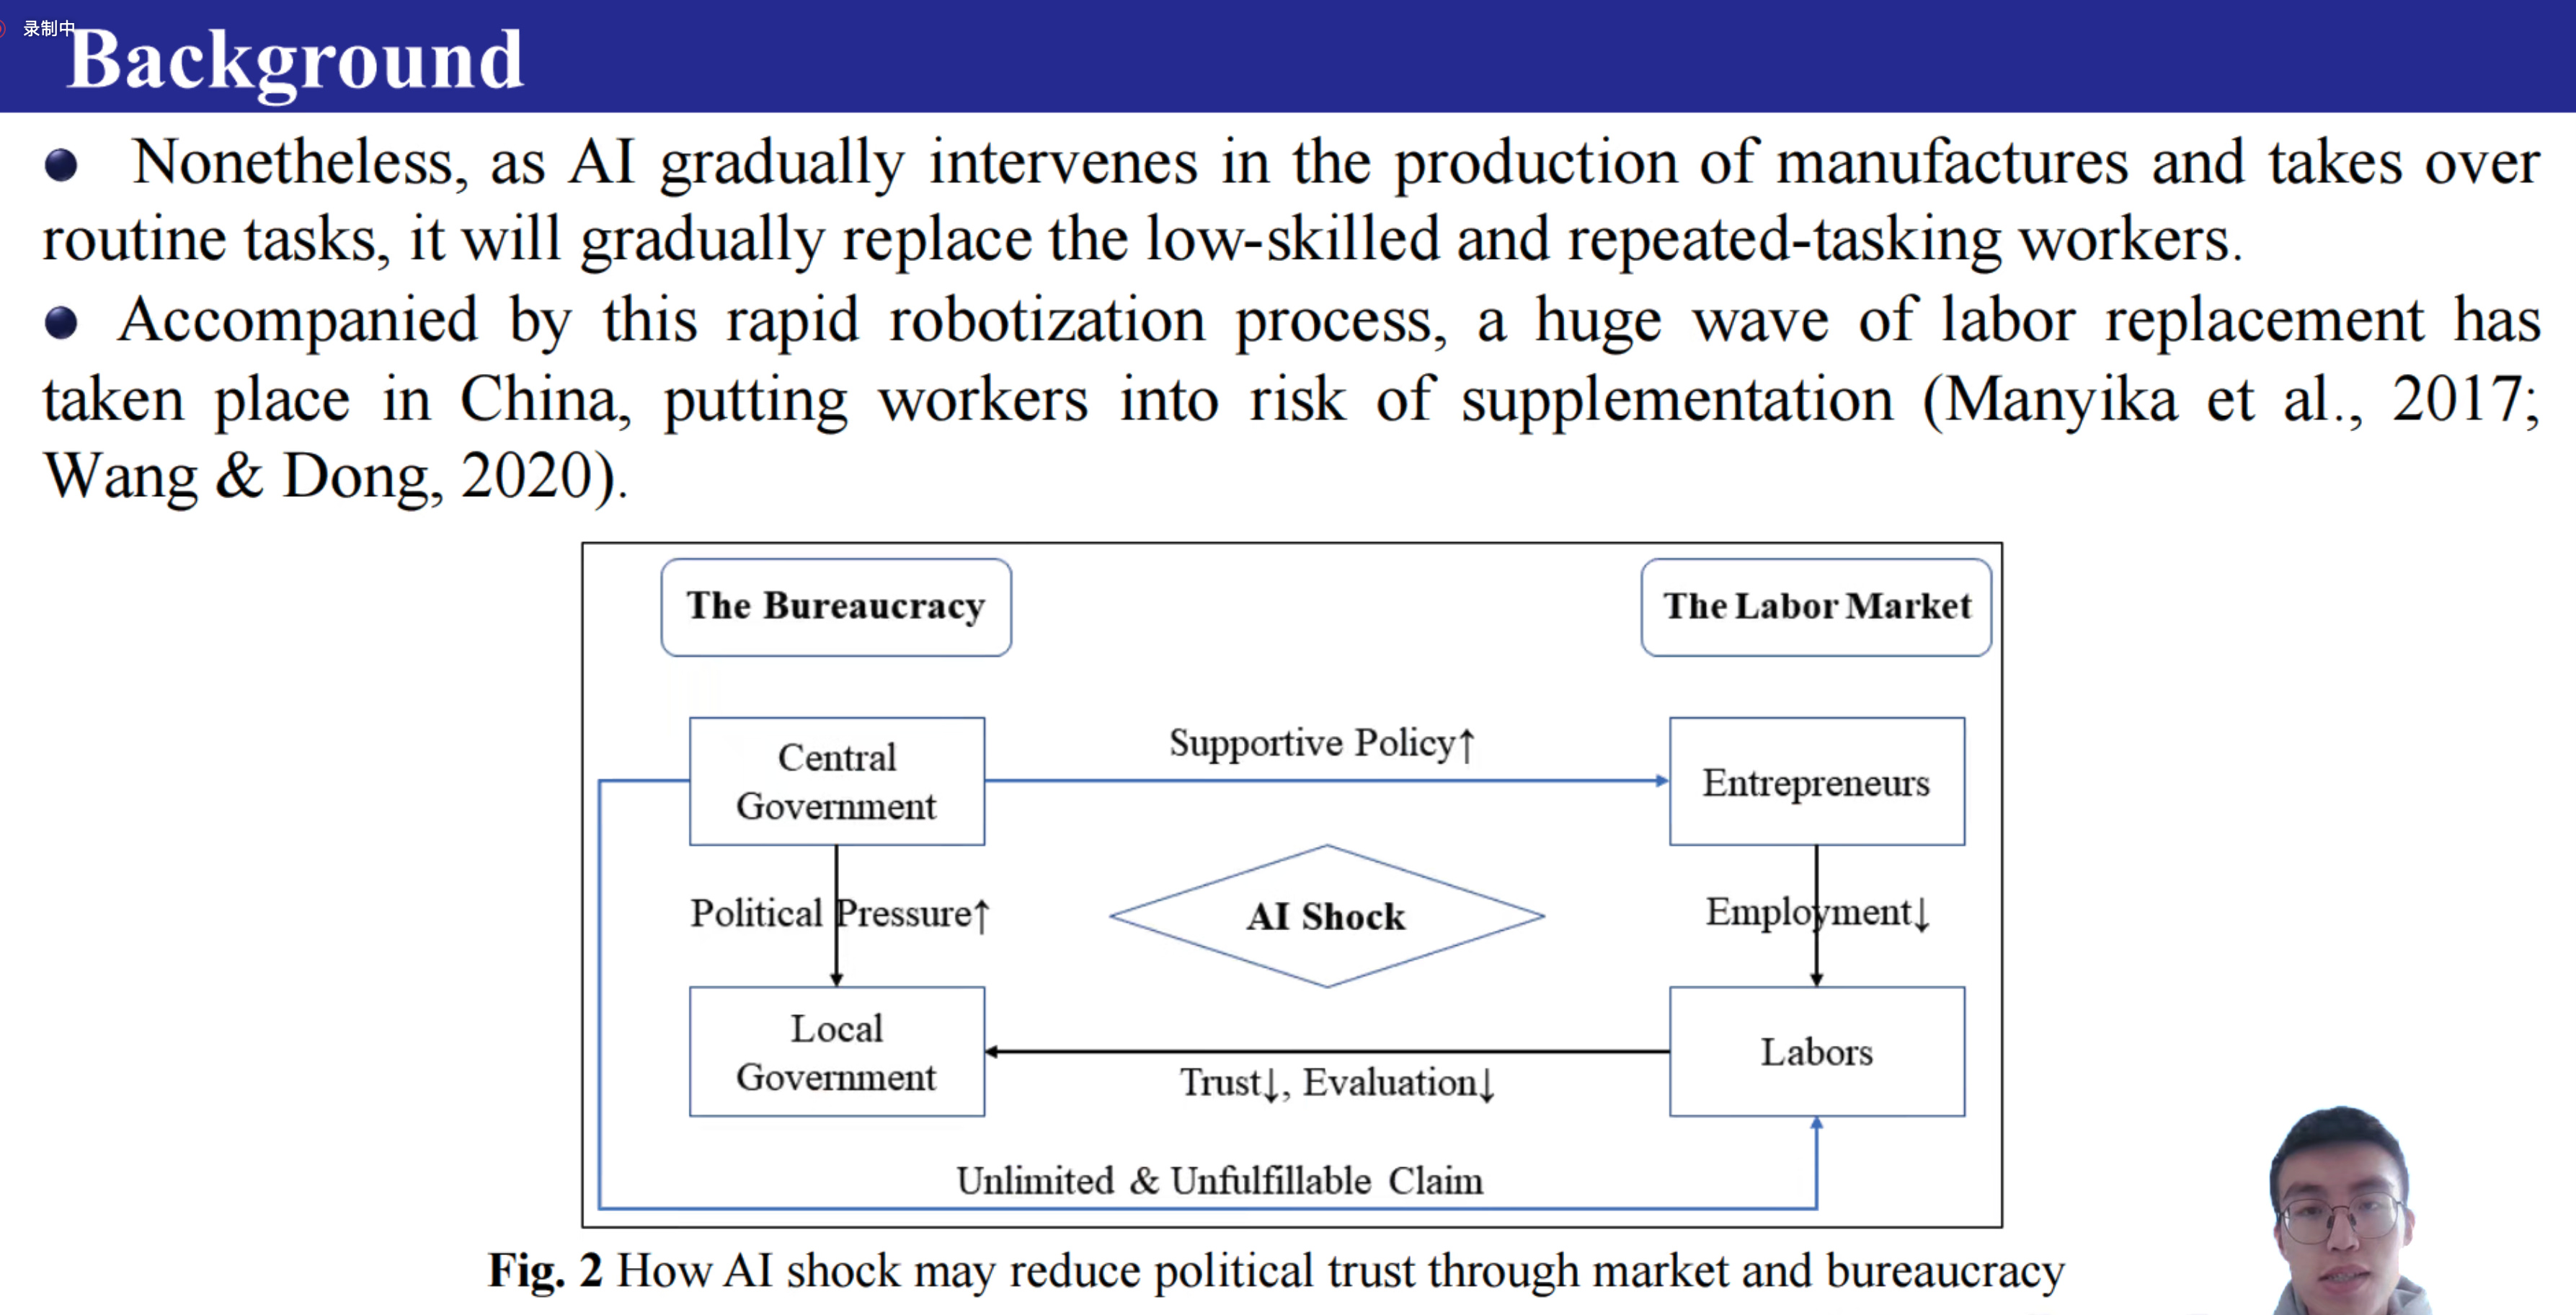 录制中
Background
Nonetheless, as AI gradually intervenes in the production of manufactures and takes over
routine tasks, it will gradually replace the low-skilled and repeated-tasking workers.
Accompanied by this rapid robotization process, a huge wave of labor replacement has
taken place in China, putting workers into risk of supplementation (Manyika et al., 2017;
Wang & Dong, 2020).
The Bureaucracy
The Labor Market
Central
Government
Supportive Policy↑
Entrepreneurs
Political Pressure↑
AI Shock
Employment↓
Local
Government
Trust↓, Evaluation↓
Labors
Unlimited & Unfulfillable Claim
Fig. 2 How AI shock may reduce political trust through market and bureaucracy